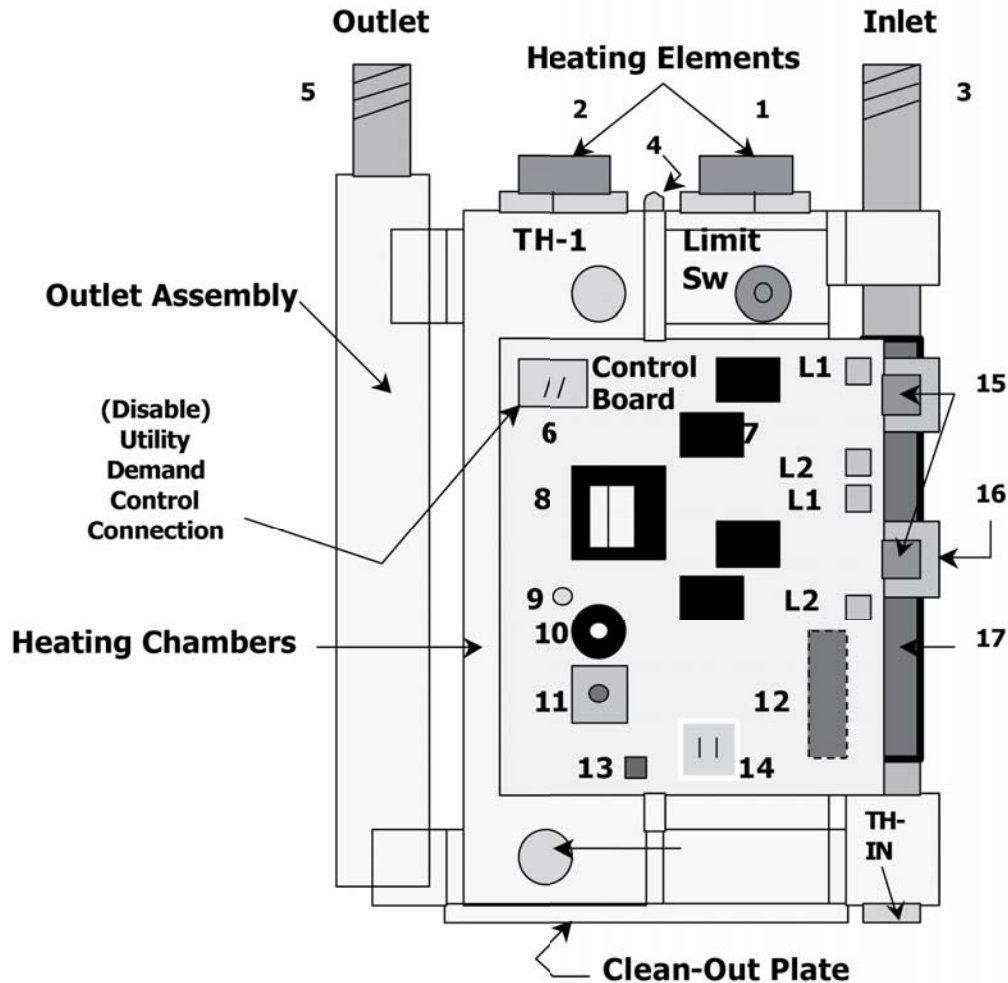 Outlet
Inlet
Heating Elements
5
2
1
3
4
TH-1
Limit
Sw
Outlet Assembly
Control
Board
L1
15
(Disable)
Utility
Demand
Control
Connection
6
7
L2
8
L1
16
9
L2
10
Heating Chambers
17
11
12
13
14
TH-
IN
Clean-Out Plate